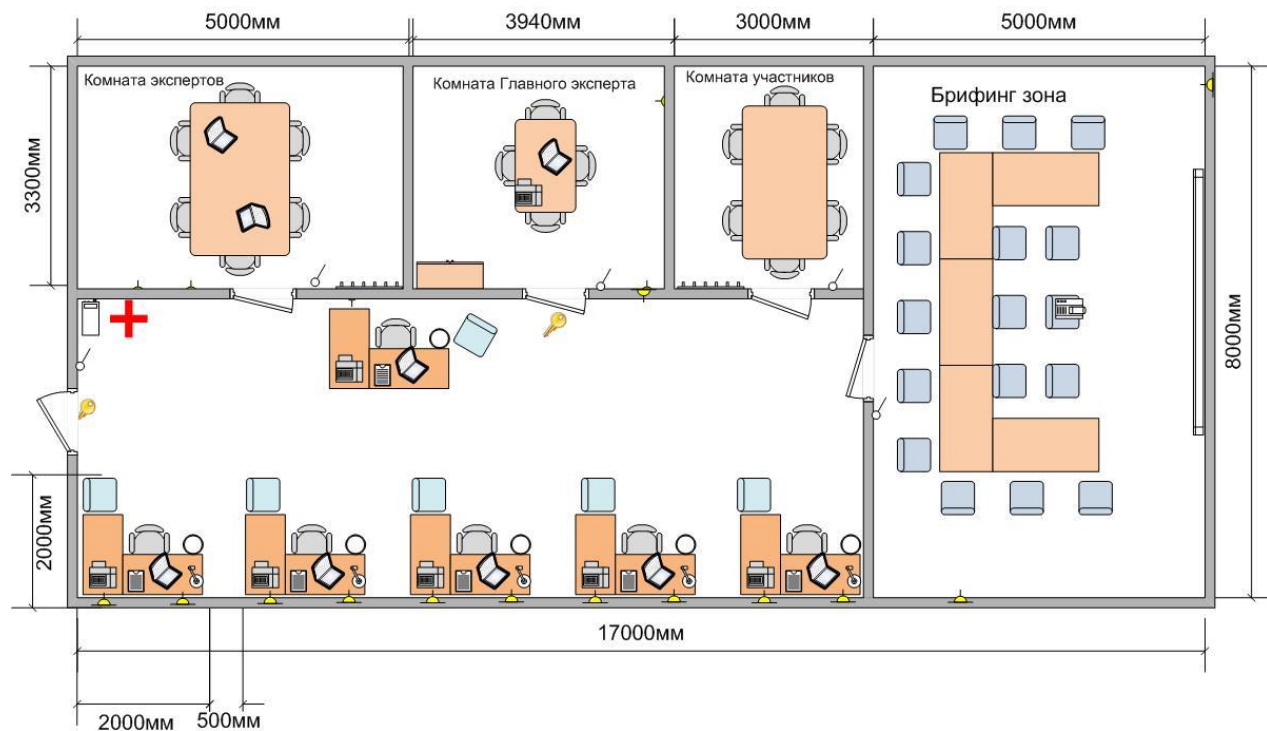 5000мм
3940мм
3000мм
5000мм
Комната экспертов
Комната Главного эксперта
Комната участников
Брифинг зона
3300мм
8000мм
2000мм
17000мм
2000мм
500мм